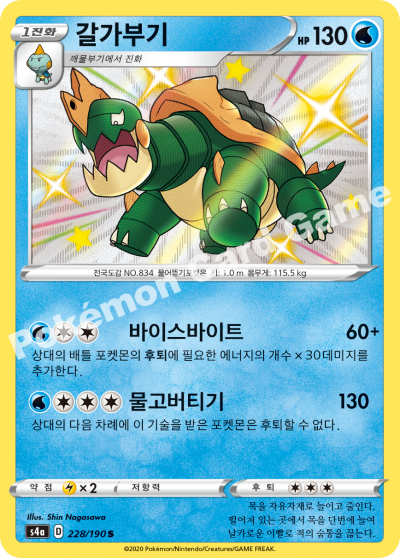 1진화
갈가부기
HP 130
깨물부기에서 진화
전국도감 NO.834 물어뜯기포켓몬 키: 1.0 m 몸무게: 115.5 kg
바이스바이트 60+
상대의 배틀 포켓몬의 후퇴에 필요한 에너지의 개수 × 30데미지를
추가한다.
물고버티기 130
상대의 다음 차례에 이 기술을 받은 포켓몬은 후퇴할 수 없다.
약점 ×2 저항력 후퇴
Illus. Shin Nagasawa
s4a D 228/190 S
목을 자유자재로 늘이고 줄인다.
떨어져 있는 곳에서 목을 단번에 늘여
날카로운 이빨로 적의 숨통을 끊는다.
©2020 Pokémon/Nintendo/Creatures/GAME FREAK.
Pokémon Card Game